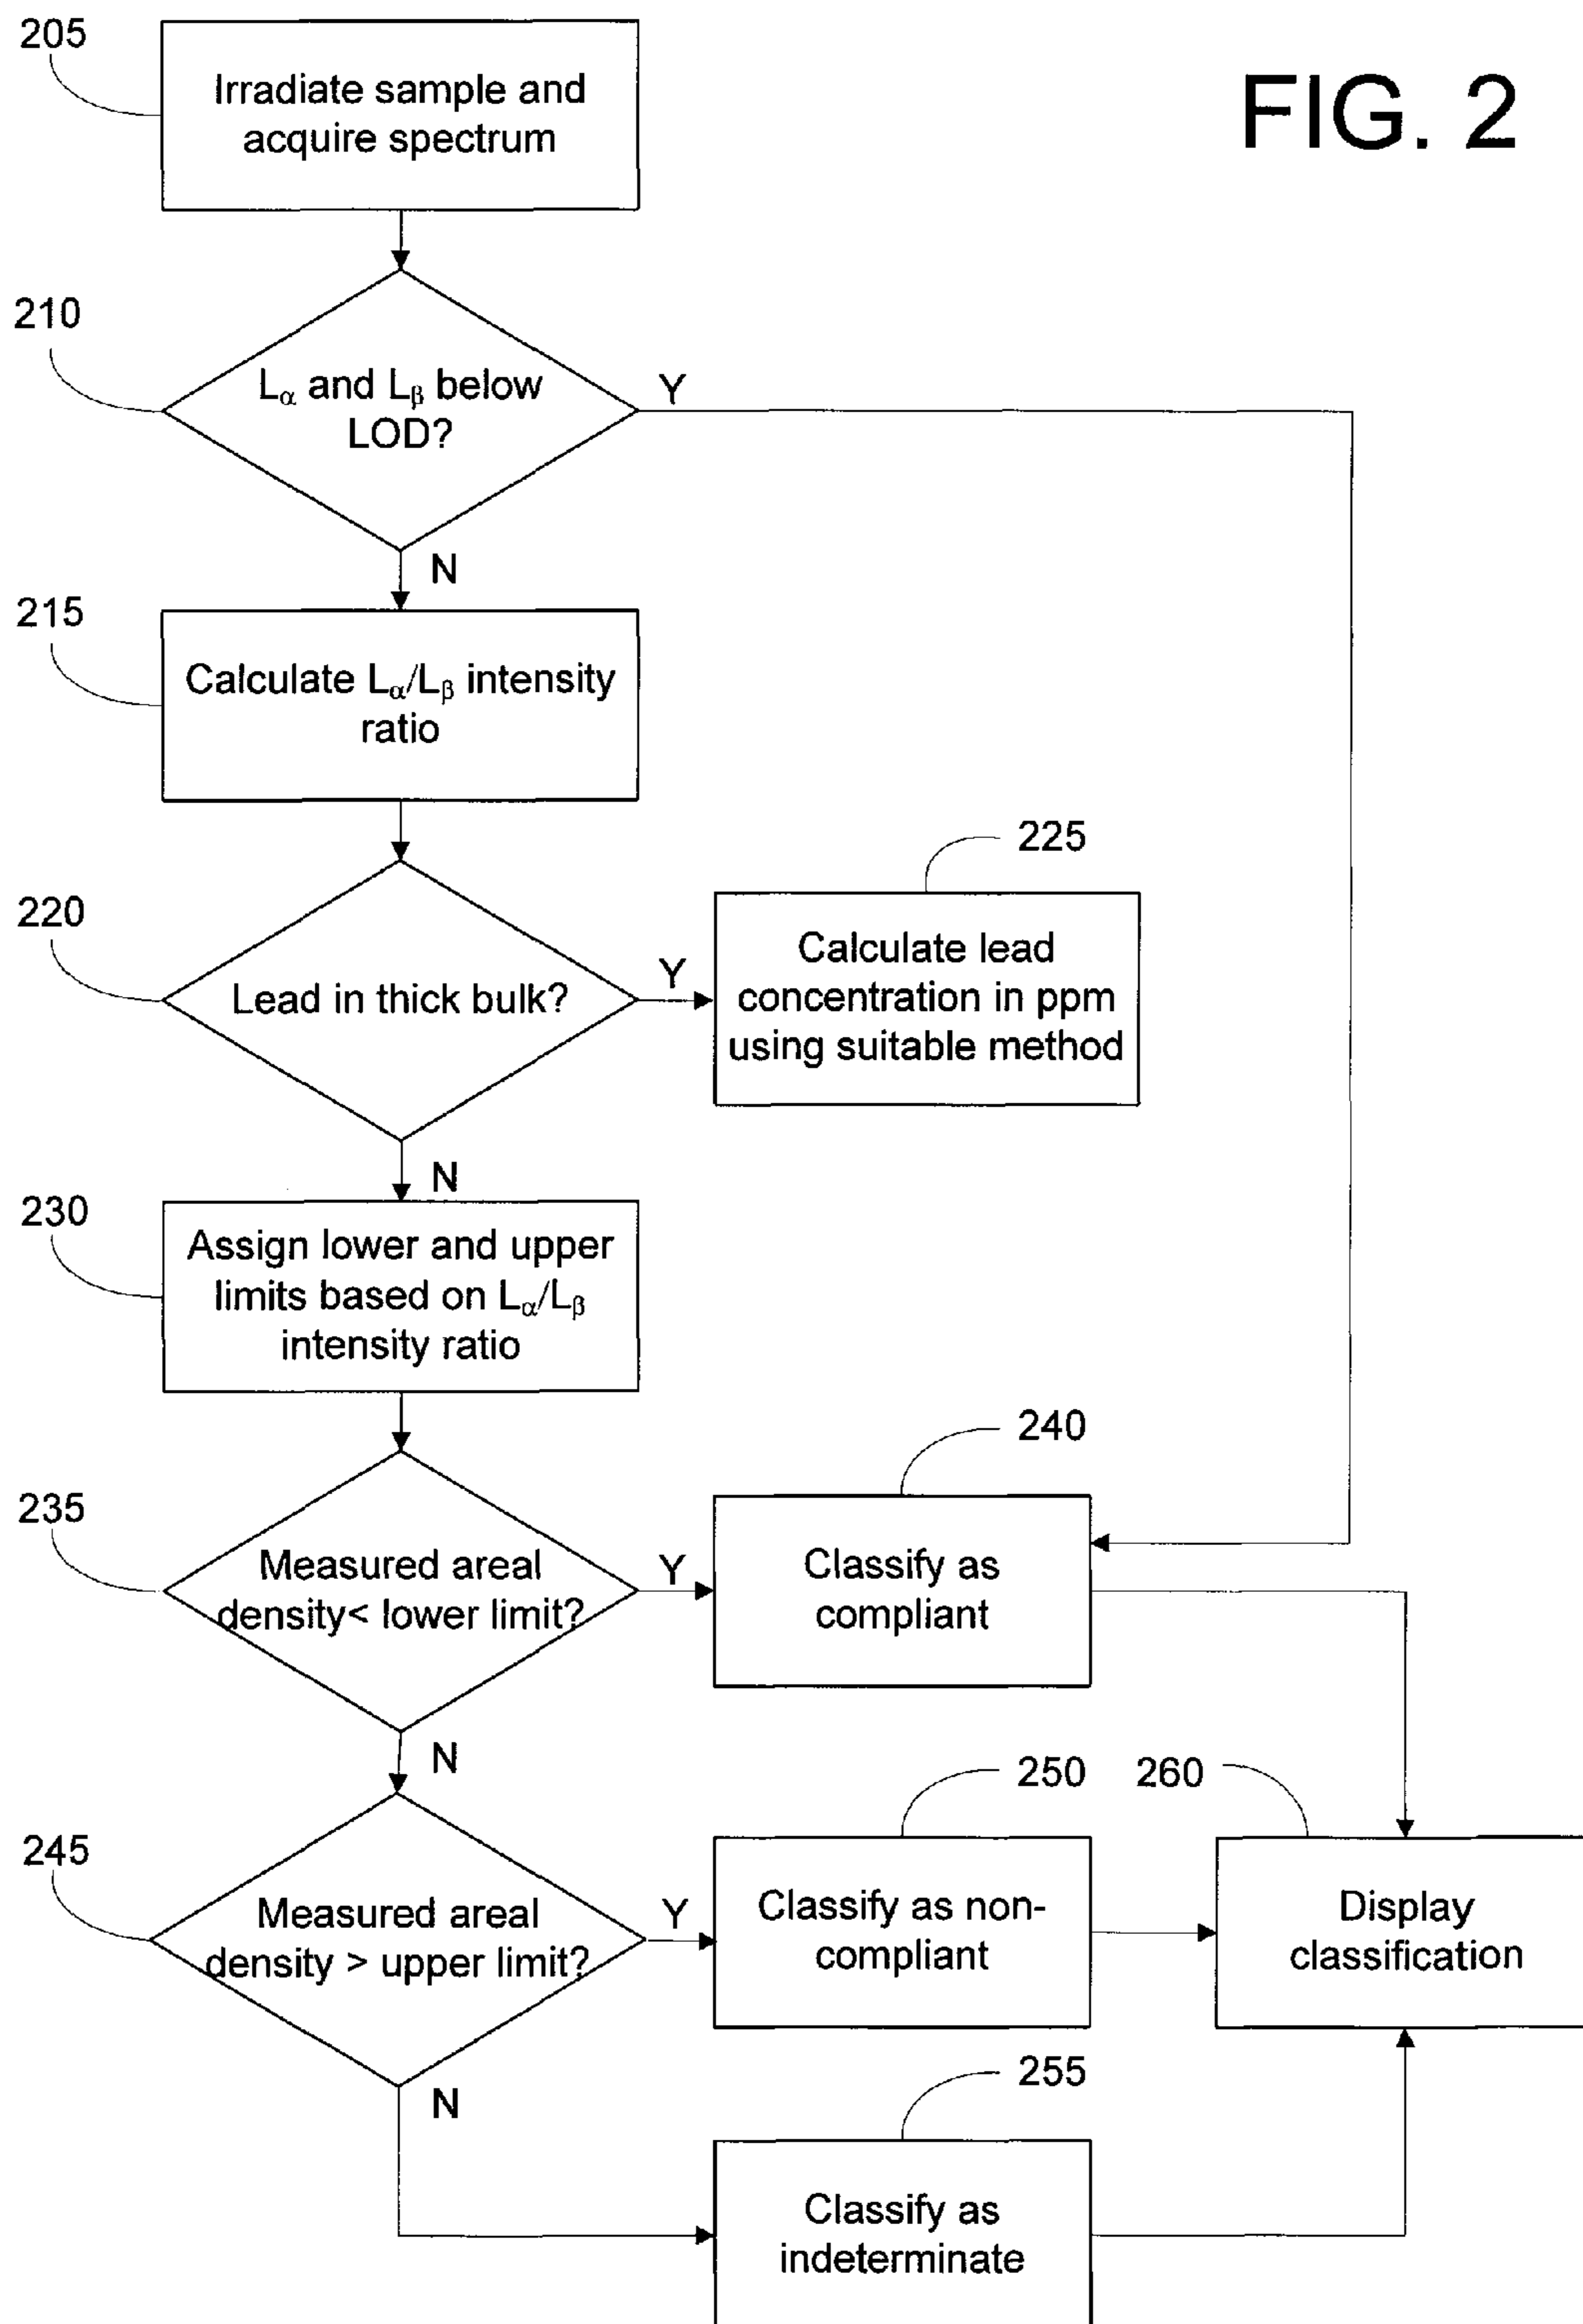 FIG. 2
205
Irradiate sample and
acquire spectrum
210
Lα and Lβ below
LOD?
Y
N
215
Calculate Lα/Lβ intensity
ratio
220
Lead in thick bulk?
Y
225
Calculate lead
concentration in ppm
using suitable method
N
230
Assign lower and upper
limits based on Lα/Lβ
intensity ratio
235
Measured areal
density< lower limit?
Y
240
Classify as
compliant
N
245
Measured areal
density > upper limit?
Y
250
Classify as non-
compliant
260
Display
classification
N
255
Classify as
indeterminate